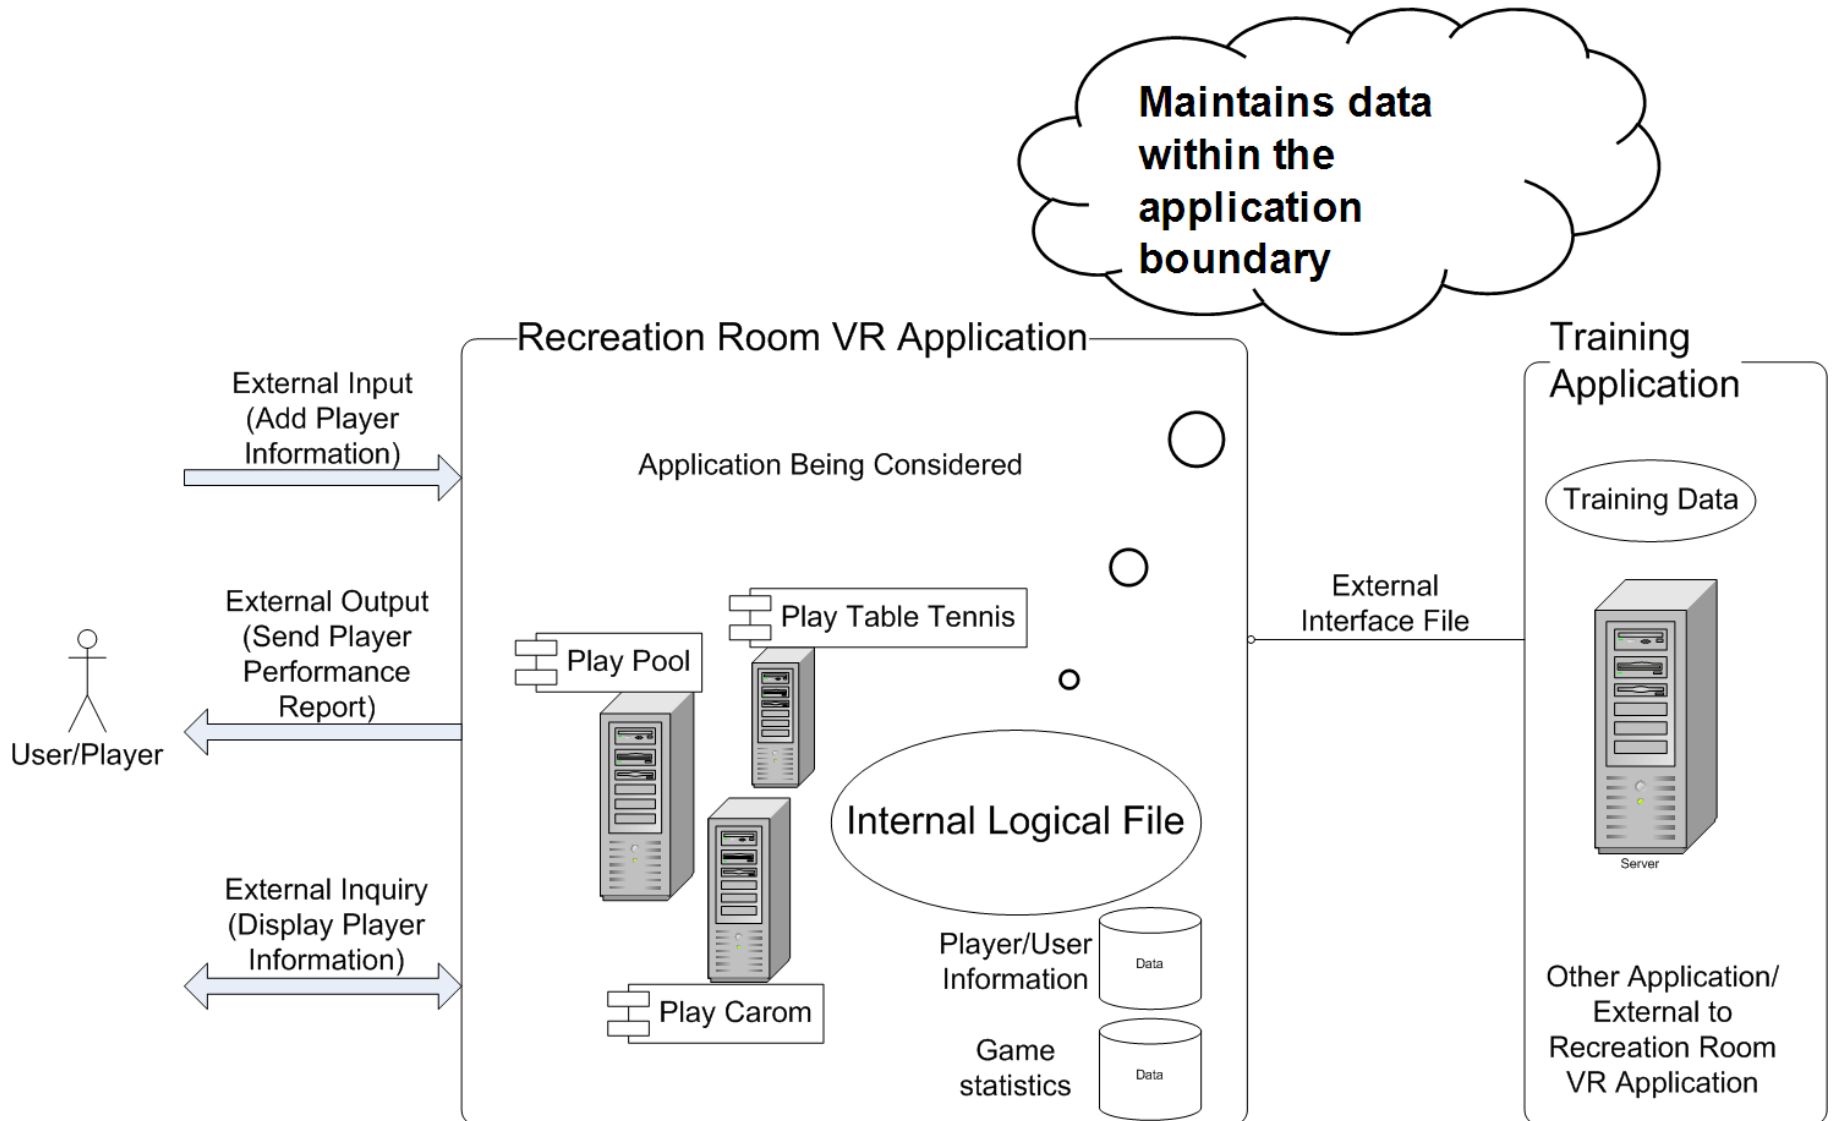 Maintains data
within the
application
boundary
Recreation Room VR Application
Training
Application
External Input
(Add Player
Information)
Application Being Considered
Training Data
External Output
(Send Player
Performance
Report)
User/Player
Play Table Tennis
Play Pool
External
Interface File
Internal Logical File
Server
External Inquiry
(Display Player
Information)
Play Carom
Player/User
Information
Data
Game
statistics
Data
Other Application/
External to
Recreation Room
VR Application